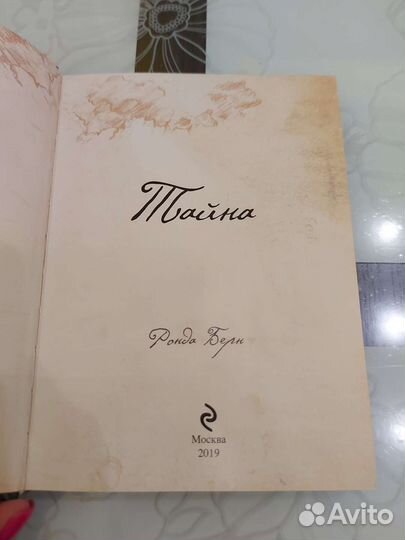 Тайна
Ронда Берн
Москва
2019
Avito